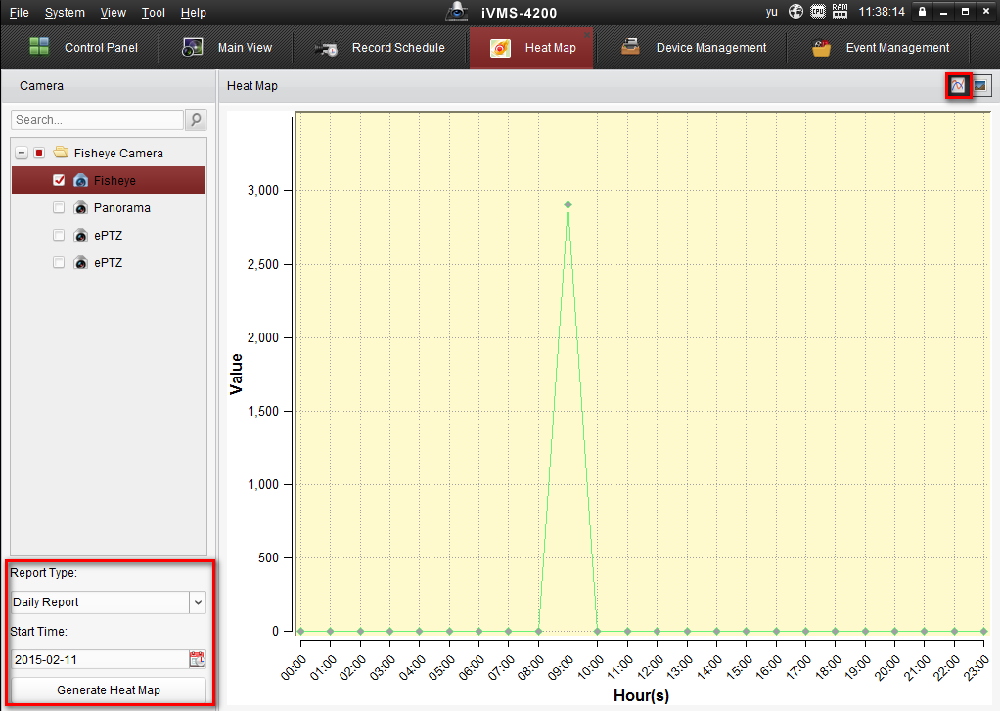 File System View Tool Help iVMS-4200 yu CPU RAM 11:38:14
Control Panel Main View Record Schedule Heat Map Device Management Event Management
Camera
Heat Map
Search...
Fisheye Camera
Fisheye
Panorama
ePTZ
ePTZ
Report Type:
Daily Report
Start Time:
2015-02-11
Generate Heat Map
Value
3,000
2,500
2,000
1,500
1,000
500
0
00:00 01:00 02:00 03:00 04:00 05:00 06:00 07:00 08:00 09:00 10:00 11:00 12:00 13:00 14:00 15:00 16:00 17:00 18:00 19:00 20:00 21:00 22:00 23:00
Hour(s)